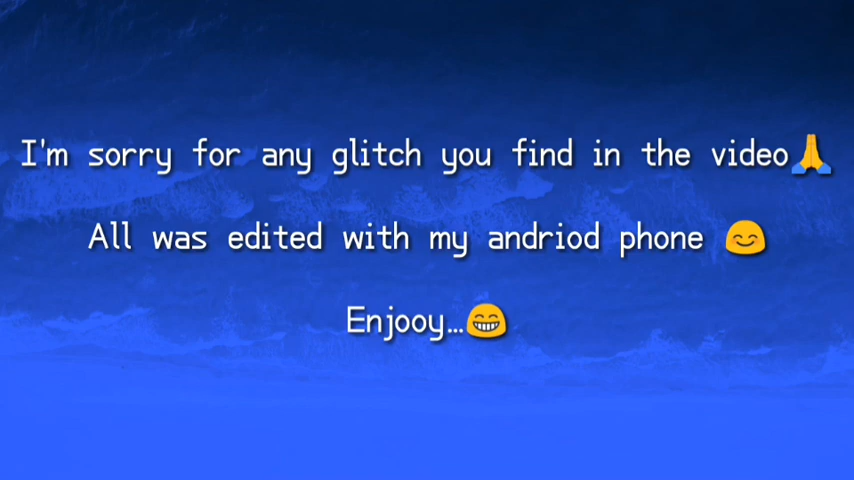 I'm sorry for any glitch you find in the video🙏
All was edited with my andriod phone 😊
Enjooy...😁